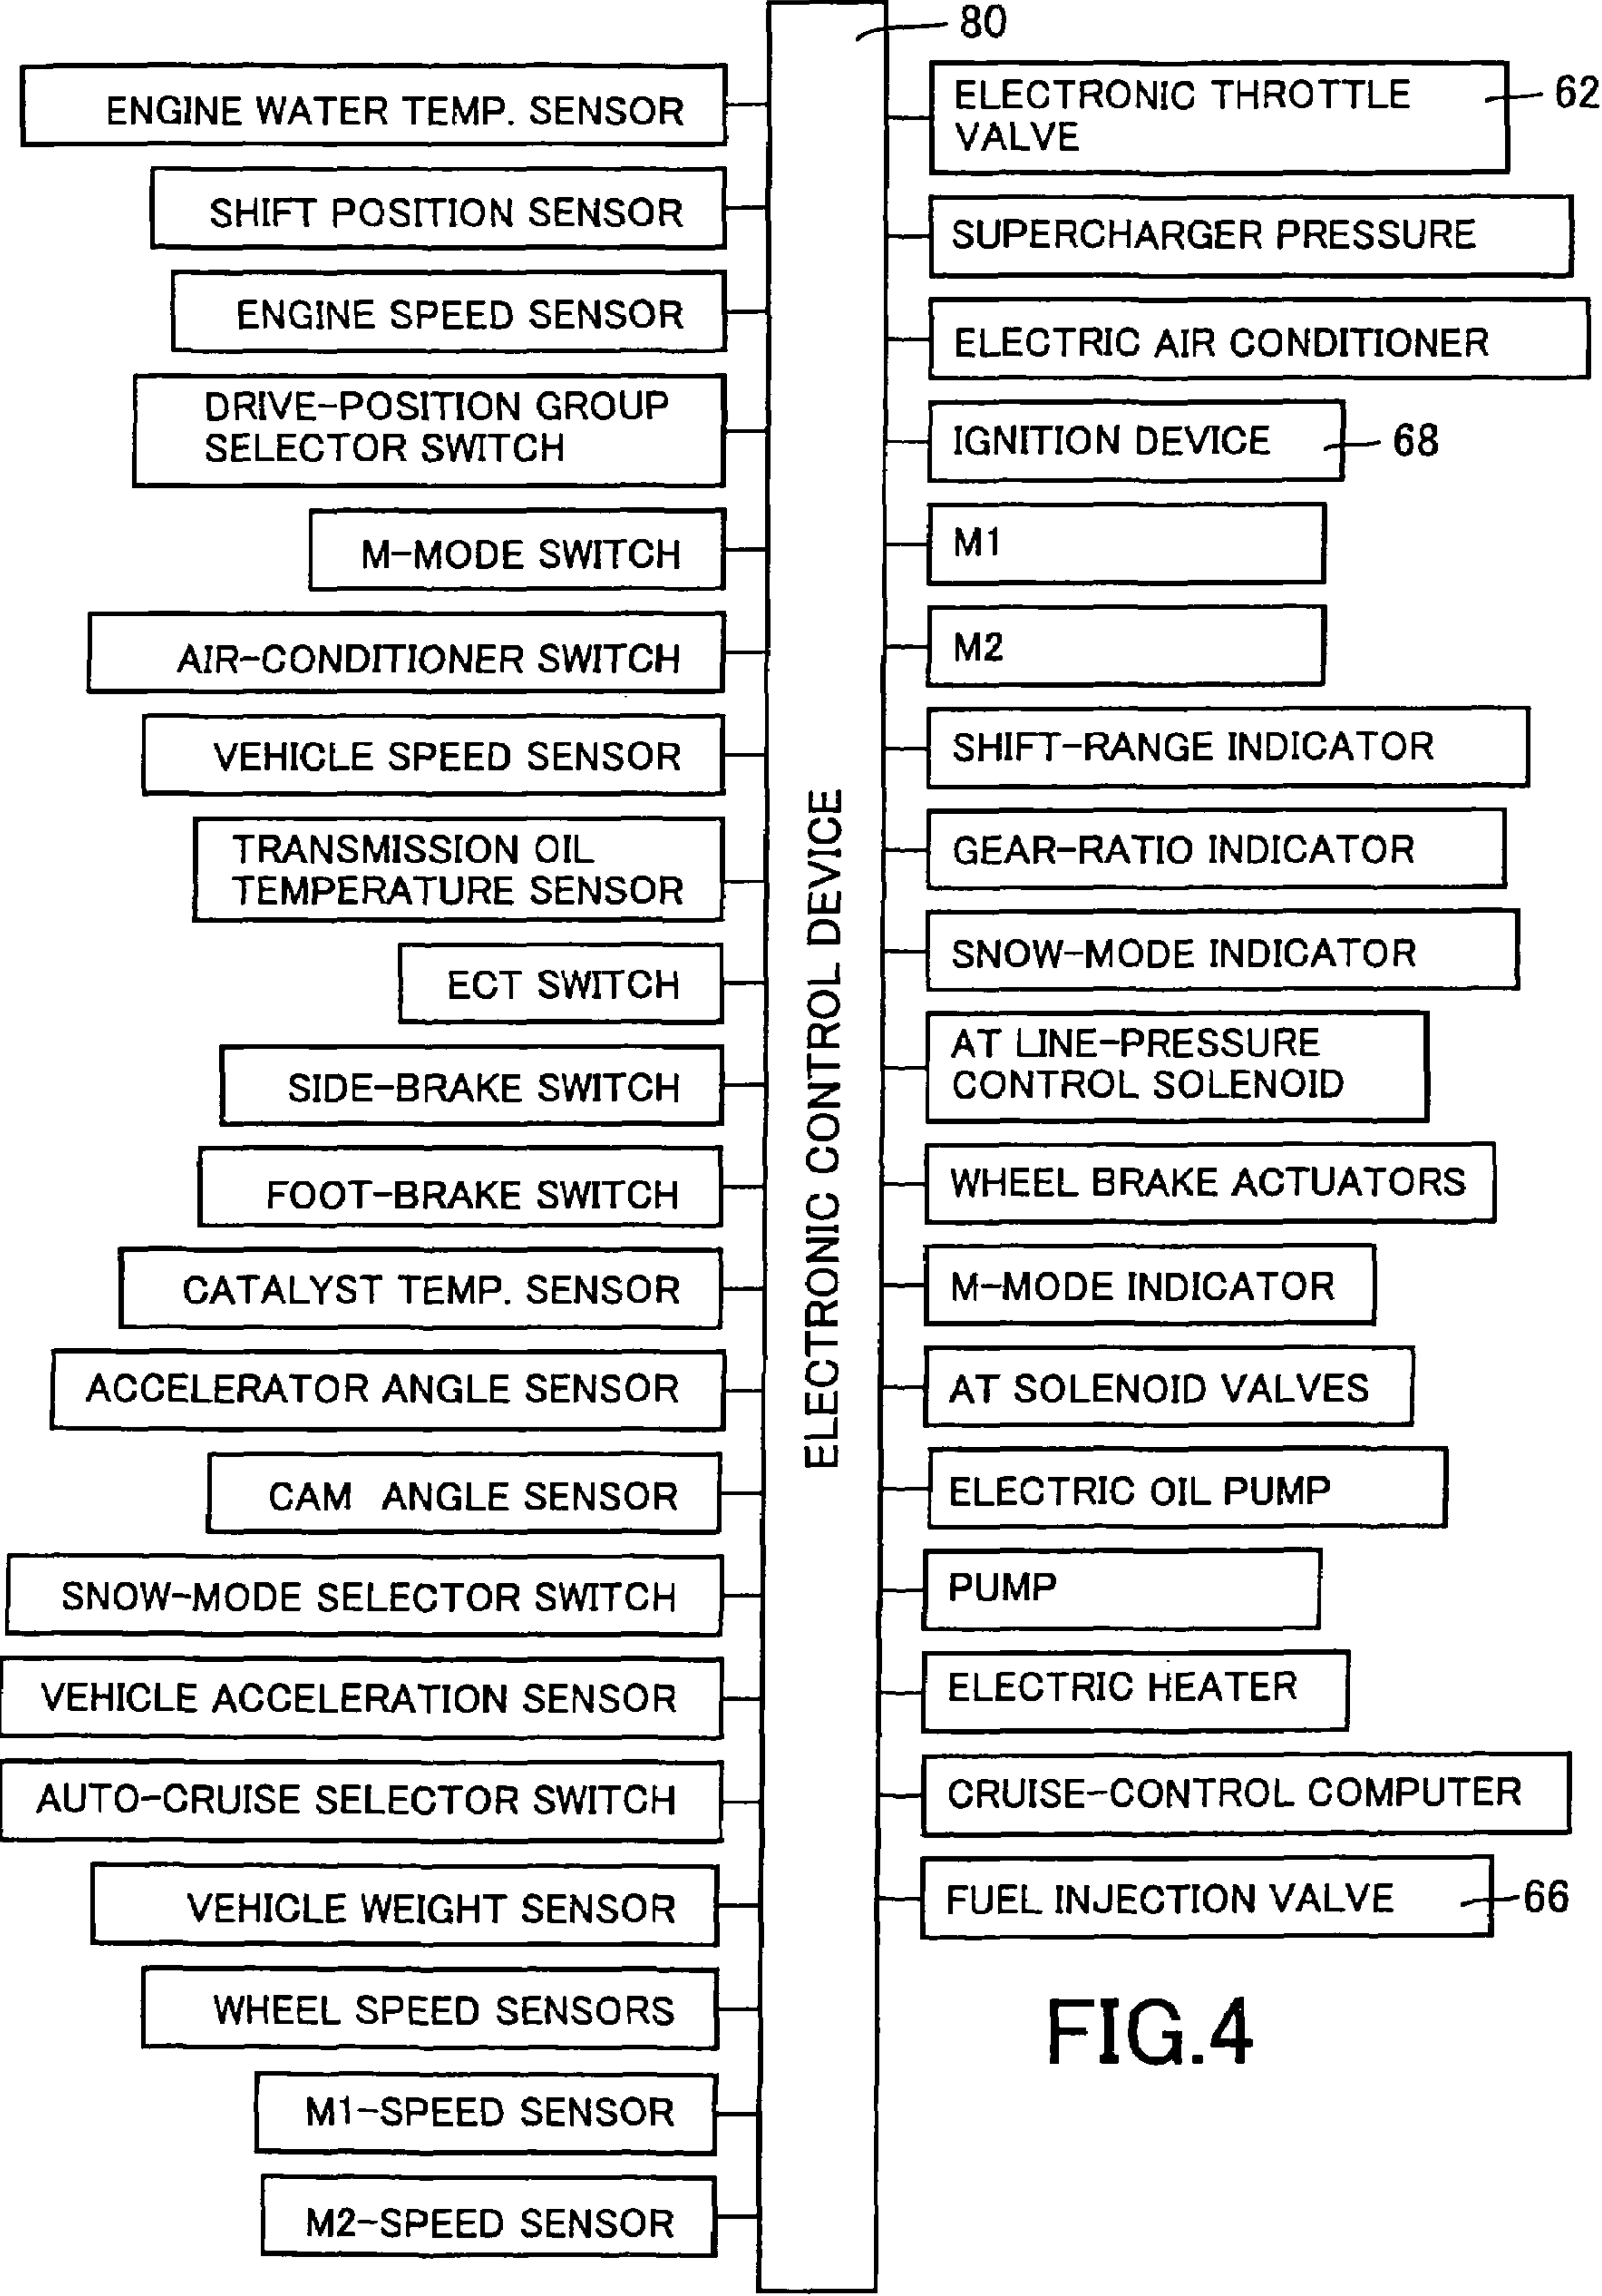 80
ENGINE WATER TEMP. SENSOR
SHIFT POSITION SENSOR
ENGINE SPEED SENSOR
DRIVE-POSITION GROUP
SELECTOR SWITCH
M-MODE SWITCH
AIR-CONDITIONER SWITCH
VEHICLE SPEED SENSOR
TRANSMISSION OIL
TEMPERATURE SENSOR
ECT SWITCH
SIDE-BRAKE SWITCH
FOOT-BRAKE SWITCH
CATALYST TEMP. SENSOR
ACCELERATOR ANGLE SENSOR
CAM ANGLE SENSOR
SNOW-MODE SELECTOR SWITCH
VEHICLE ACCELERATION SENSOR
AUTO-CRUISE SELECTOR SWITCH
VEHICLE WEIGHT SENSOR
WHEEL SPEED SENSORS
M1-SPEED SENSOR
M2-SPEED SENSOR
ELECTRONIC CONTROL DEVICE
ELECTRONIC THROTTLE
VALVE
62
SUPERCHARGER PRESSURE
ELECTRIC AIR CONDITIONER
IGNITION DEVICE
68
M1
M2
SHIFT-RANGE INDICATOR
GEAR-RATIO INDICATOR
SNOW-MODE INDICATOR
AT LINE-PRESSURE
CONTROL SOLENOID
WHEEL BRAKE ACTUATORS
M-MODE INDICATOR
AT SOLENOID VALVES
ELECTRIC OIL PUMP
PUMP
ELECTRIC HEATER
CRUISE-CONTROL COMPUTER
FUEL INJECTION VALVE
66
FIG.4